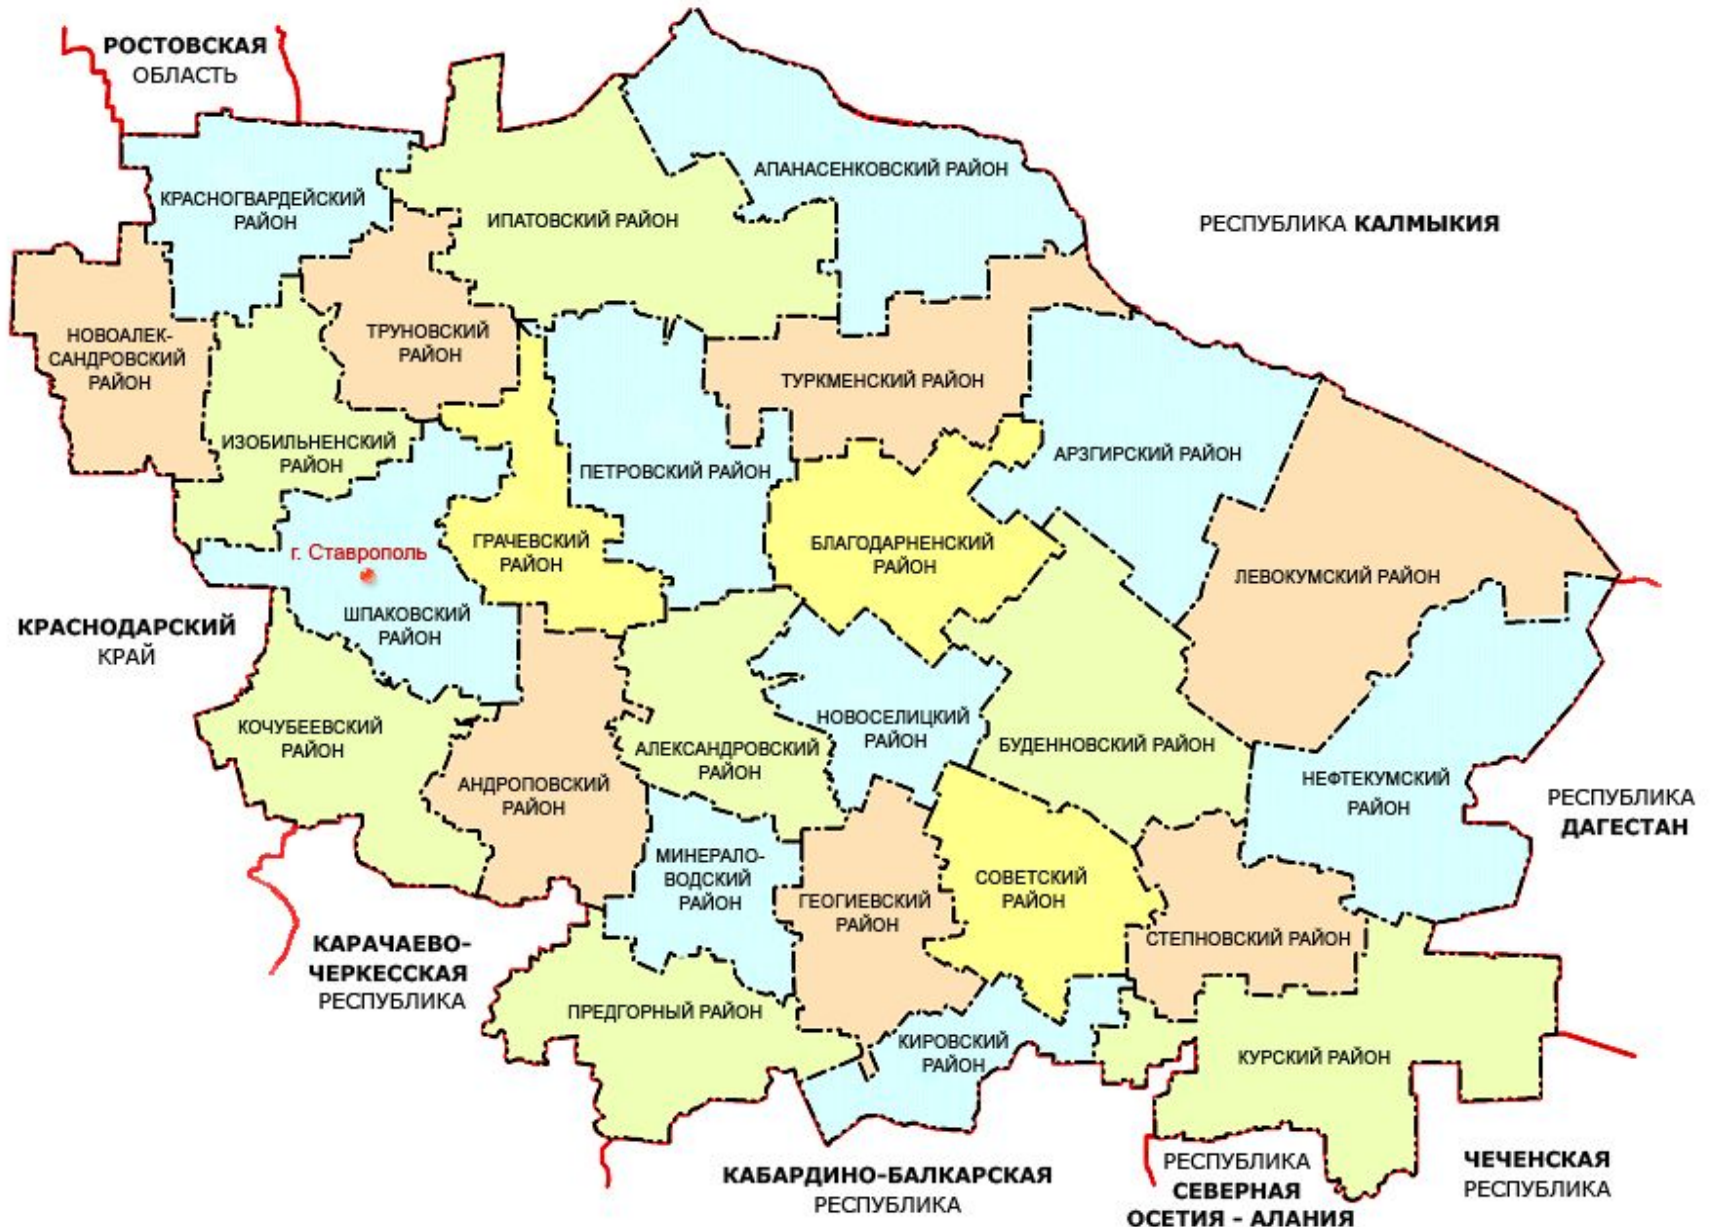 РОСТОВСКАЯ
ОБЛАСТЬ
АПАНАСЕНКОВСКИЙ РАЙОН
КРАСНОГВАРДЕЙСКИЙ
РАЙОН
ИПАТОВСКИЙ РАЙОН
РЕСПУБЛИКА КАЛМЫКИЯ
НОВОАЛЕК-
САНДРОВСКИЙ
РАЙОН
ТРУНОВСКИЙ
РАЙОН
ТУРКМЕНСКИЙ РАЙОН
ИЗОБИЛЬНЕНСКИЙ
РАЙОН
ПЕТРОВСКИЙ РАЙОН
АРЗГИРСКИЙ РАЙОН
г. Ставрополь
ГРАЧЕВСКИЙ
РАЙОН
БЛАГОДАРНЕНСКИЙ
РАЙОН
ЛЕВОКУМСКИЙ РАЙОН
КРАСНОДАРСКИЙ
КРАЙ
ШПАКОВСКИЙ
РАЙОН
КОЧУБЕЕВСКИЙ
РАЙОН
АЛЕКСАНДРОВСКИЙ
РАЙОН
НОВОСЕЛИЦКИЙ
РАЙОН
БУДЕННОВСКИЙ РАЙОН
АНДРОПОВСКИЙ
РАЙОН
НЕФТЕКУМСКИЙ
РАЙОН
РЕСПУБЛИКА
ДАГЕСТАН
МИНЕРАЛО-
ВОДСКИЙ
РАЙОН
ГЕОГИЕВСКИЙ
РАЙОН
СОВЕТСКИЙ
РАЙОН
СТЕПНОВСКИЙ РАЙОН
КАРАЧАЕВО-
ЧЕРКЕССКАЯ
РЕСПУБЛИКА
ПРЕДГОРНЫЙ РАЙОН
КИРОВСКИЙ
РАЙОН
КУРСКИЙ РАЙОН
КАБАРДИНО-БАЛКАРСКАЯ
РЕСПУБЛИКА
РЕСПУБЛИКА
СЕВЕРНАЯ
ОСЕТИЯ - АЛАНИЯ
ЧЕЧЕНСКАЯ
РЕСПУБЛИКА